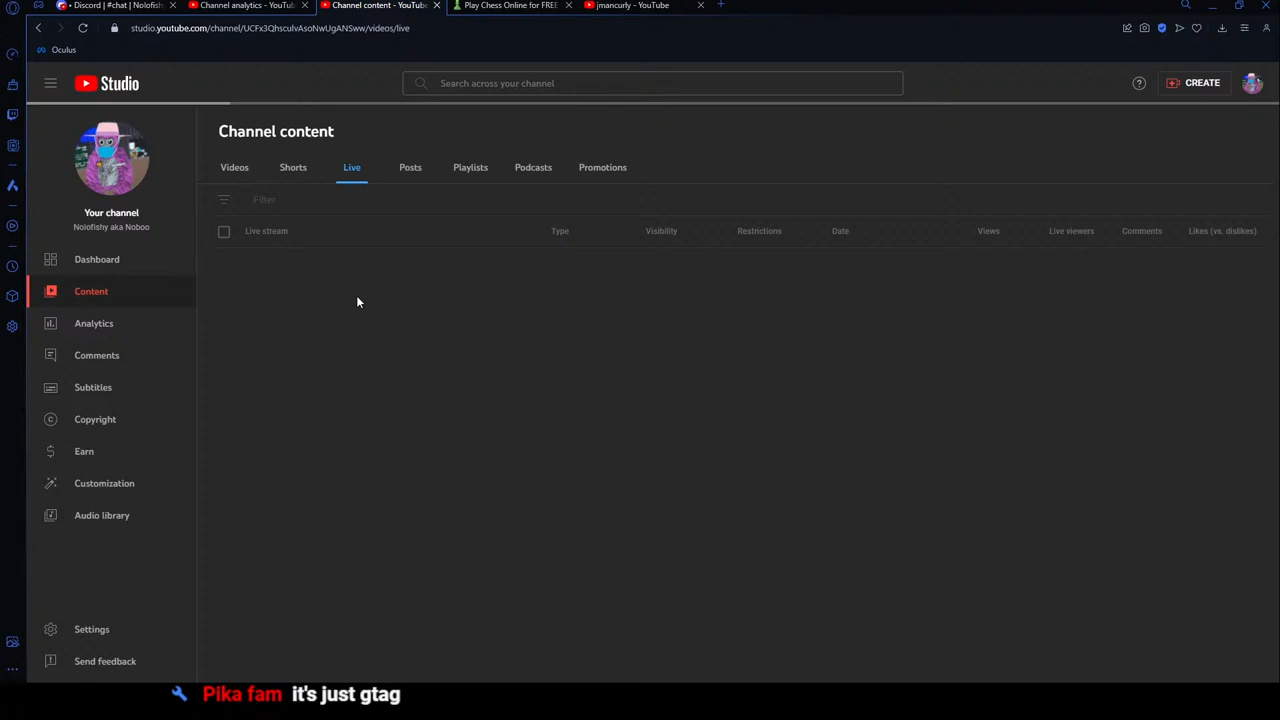 Discord | #chat | Nolofishy
Channel analytics - YouTub
Channel content - YouTube
Play Chess Online for FREE
jmancurly - YouTube
studio.youtube.com/channel/UCFx3QhsculvAsoNwUgANSww/videos/live
Oculus
Studio
Search across your channel
CREATE
Your channel
Nolofishy aka Noboo
Dashboard
Content
Analytics
Comments
Subtitles
Copyright
Earn
Customization
Audio library
Settings
Send feedback
Channel content
Videos Shorts Live Posts Playlists Podcasts Promotions
Filter
Live stream Type Visibility Restrictions Date Views Live viewers Comments Likes (vs. dislikes)
Pika fam it's just gtag